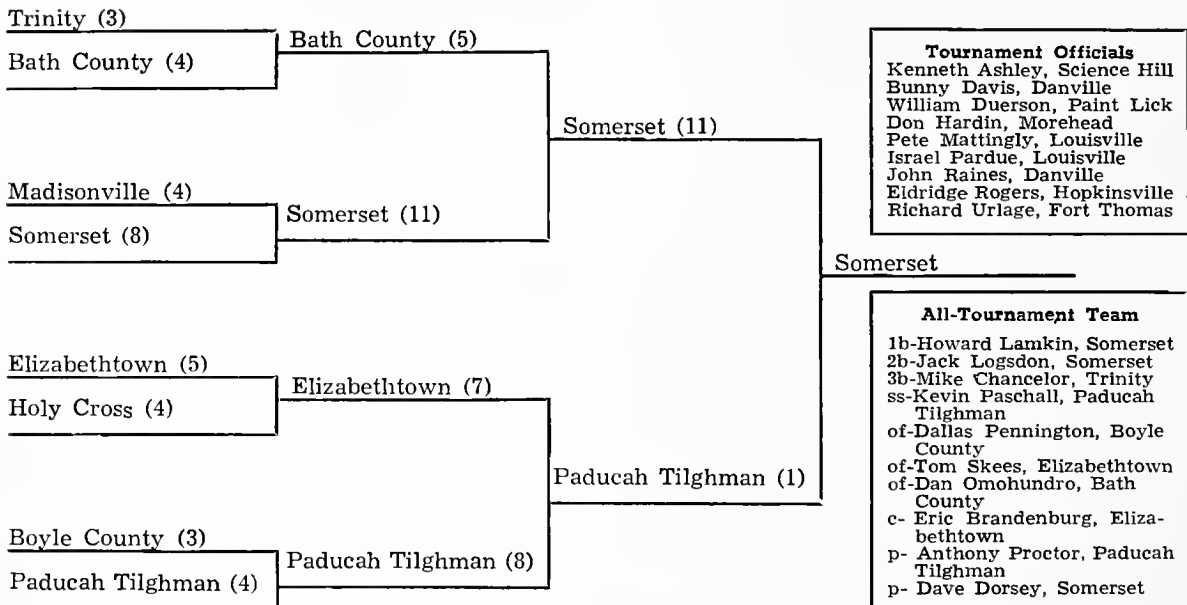 Trinity (3)
Bath County (4)
Madisonville (4)
Somerset (8)
Elizabethtown (5)
Holy Cross (4)
Boyle County (3)
Paducah Tilghman (4)
Bath County (5)
Somerset (11)
Elizabethtown (7)
Paducah Tilghman (8)
Somerset (11)
Paducah Tilghman (1)
Somerset
Tournament Officials
Kenneth Ashley, Science Hill
Bunny Davis, Danville
William Duerson, Paint Lick
Don Hardin, Morehead
Pete Mattingly, Louisville
Israel Pardue, Louisville
John Raines, Danville
Eldridge Rogers, Hopkinsville
Richard Urlage, Fort Thomas
All-Tournament Team
1b-Howard Lamkin, Somerset
2b-Jack Logsdon, Somerset
3b-Mike Chancelor, Trinity
ss-Kevin Paschall, Paducah
Tilghman
of-Dallas Pennington, Boyle
County
of-Tom Skees, Elizabethtown
of-Dan Omohundro, Bath
County
c- Eric Brandenburg, Eliza-
bethtown
p- Anthony Proctor, Paducah
Tilghman
p- Dave Dorsey, Somerset